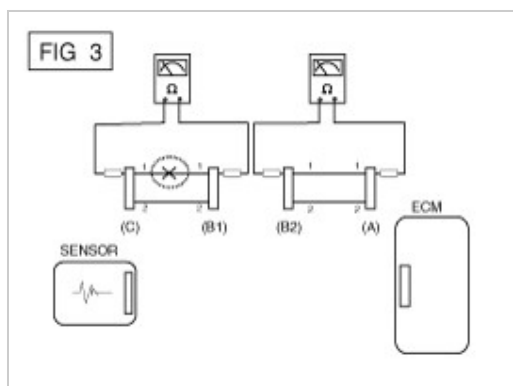 FIG 3
Ω Ω
1 1 1 1
2 2 2 2
(C) (B1) (B2) (A)
SENSOR
ECM